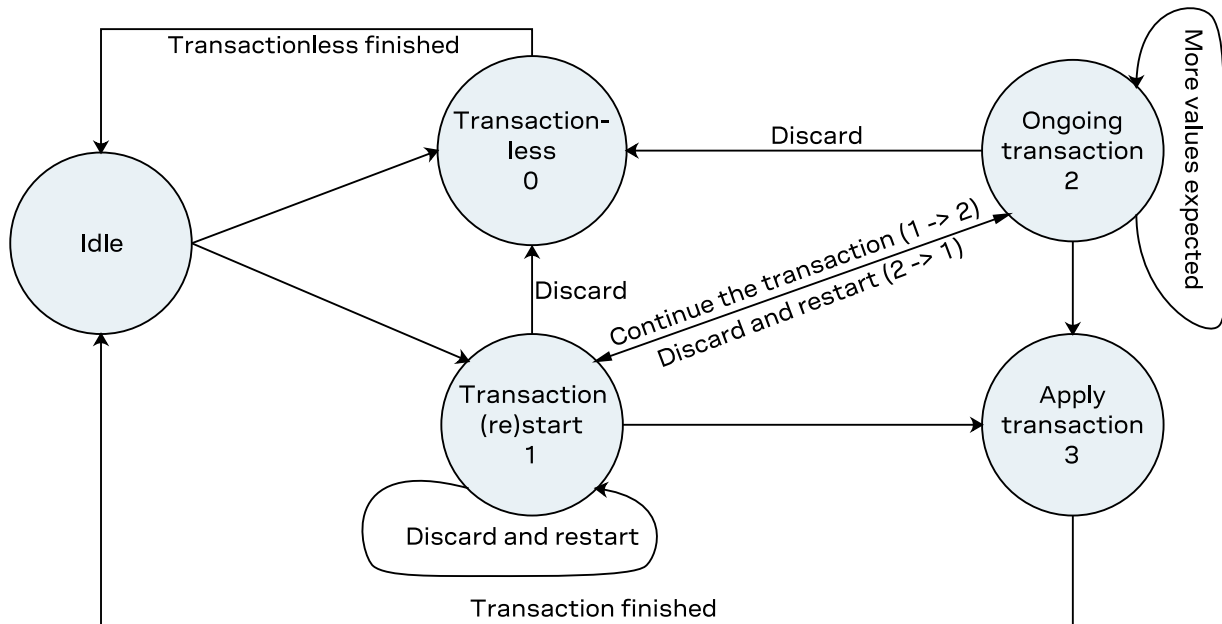 Transactionless finished
More values expected
Transaction-
less
0
Ongoing
transaction
2
Discard
Idle
Continue the transaction (1 -> 2)
Discard and restart (2 -> 1)
Discard
Transaction
(re)start
1
Apply
transaction
3
Discard and restart
Transaction finished